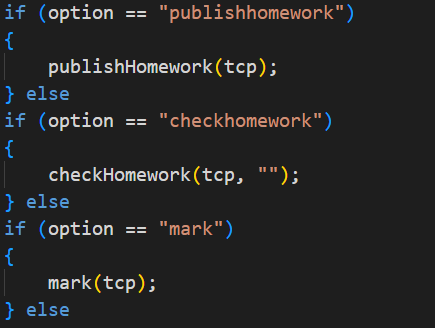 if (option == "publishhomework")
{
    publishHomework(tcp);
} else
if (option == "checkhomework")
{
    checkHomework(tcp, "");
} else
if (option == "mark")
{
    mark(tcp);
} else